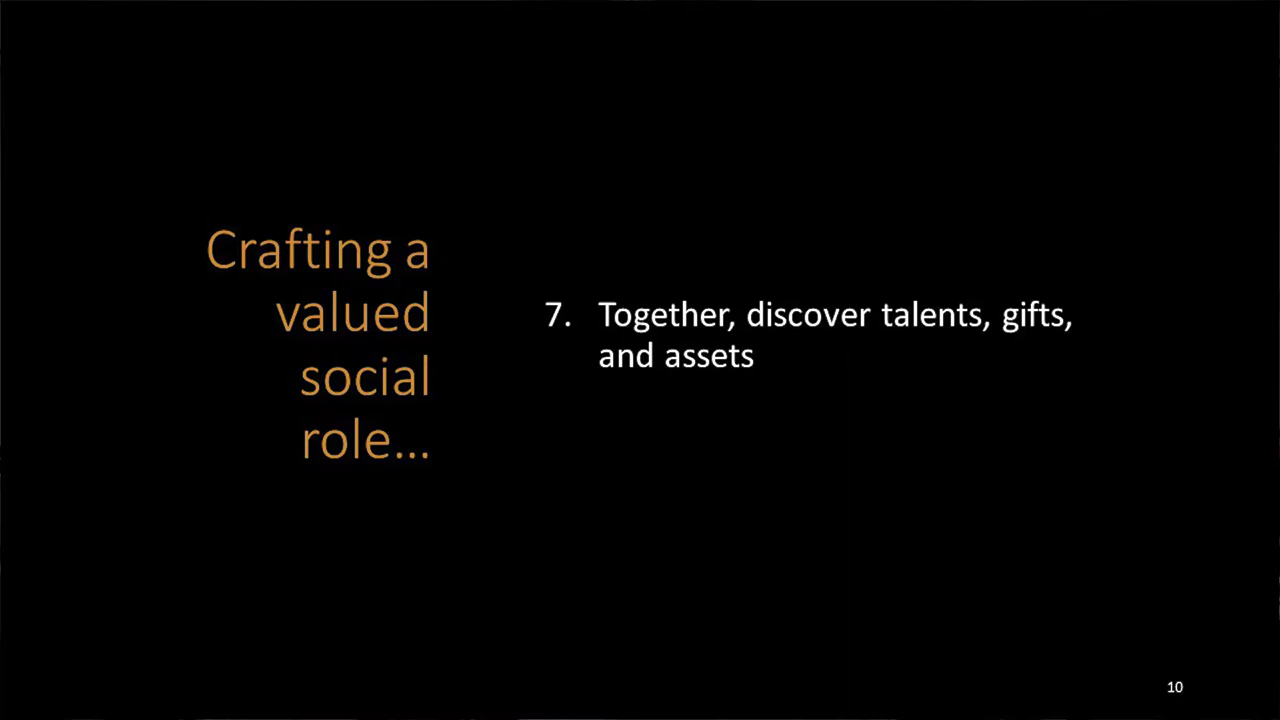 Crafting a
valued
social
role...
7. Together, discover talents, gifts,
and assets
10